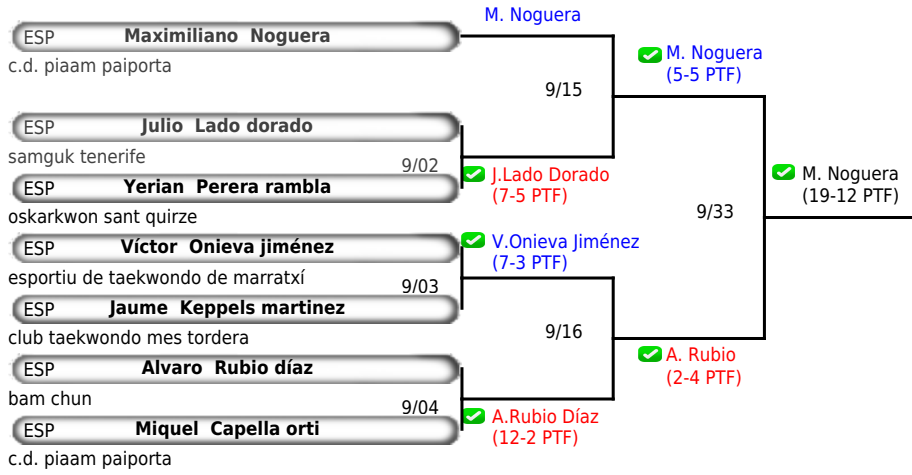 M. Noguera
ESP Maximiliano Noguera
c.d. piaam paiporta
M. Noguera
(5-5 PTF)
9/15
ESP Julio Lado dorado
samguk tenerife
9/02
J.Lado Dorado
(7-5 PTF)
ESP Yerian Perera rambla
oskarkwon sant quirze
M. Noguera
(19-12 PTF)
9/33
ESP Víctor Onieva jiménez
V.Onieva Jiménez
(7-3 PTF)
esportiu de taekwondo de marratxí
9/03
ESP Jaume Keppels martinez
club taekwondo mes tordera
9/16
A. Rubio
(2-4 PTF)
ESP Alvaro Rubio díaz
bam chun
9/04
A.Rubio Díaz
(12-2 PTF)
ESP Miquel Capella orti
c.d. piaam paiporta